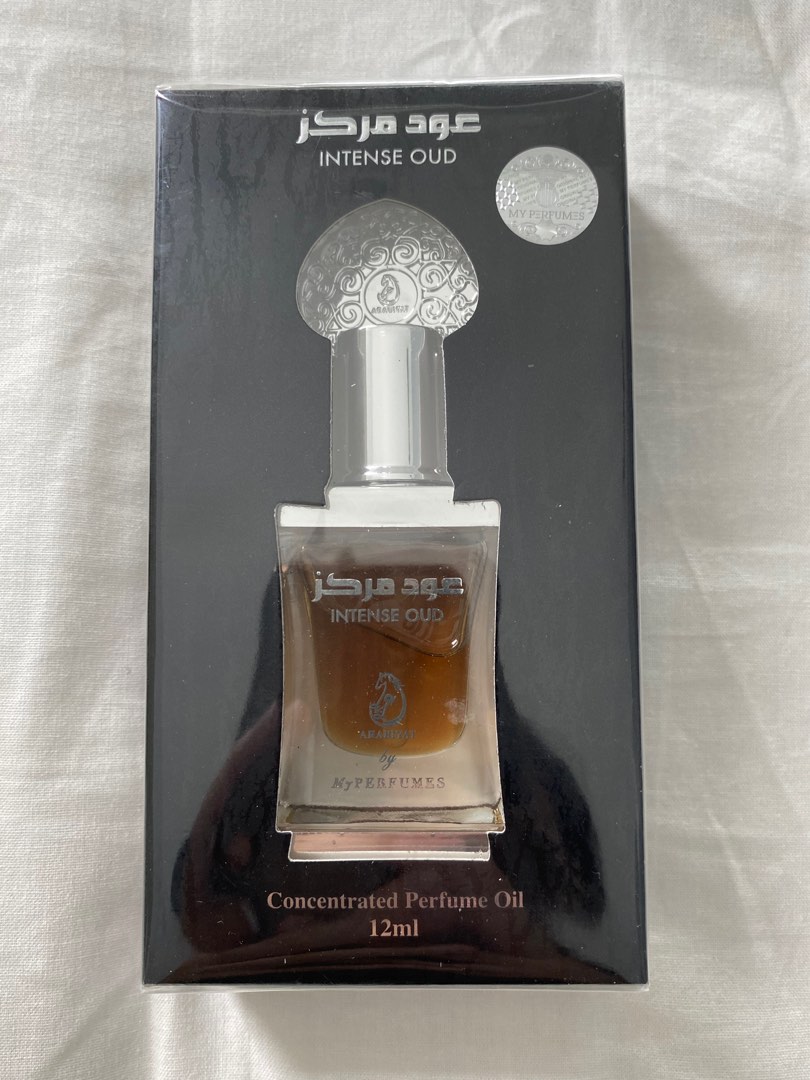 عود مركز
INTENSE OUD
MY PERFUMES
ARABIYAT
عود مركز
INTENSE OUD
ARABIYAT
by
MyPERFUMES
Concentrated Perfume Oil
12ml